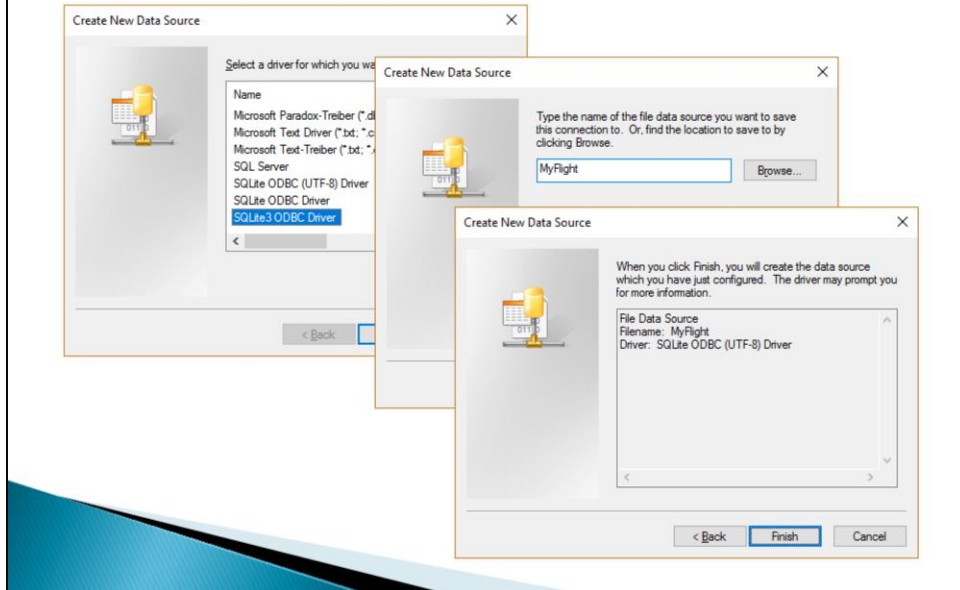 Create New Data Source
Select a driver for which you wa
Name
Microsoft Paradox-Treiber (*.d
Microsoft Text Driver (*.txt; *.c
Microsoft Text-Treiber (*.txt; *.
SQL Server
SQLite ODBC (UTF-8) Driver
SQLite ODBC Driver
SQLite3 ODBC Driver
< Back
Create New Data Source
Type the name of the file data source you want to save
this connection to. Or, find the location to save to by
clicking Browse.
MyFlight
Browse...
Create New Data Source
When you click Finish, you will create the data source
which you have just configured. The driver may prompt you
for more information.
File Data Source
Filename: MyFlight
Driver: SQLite ODBC (UTF-8) Driver
< Back
Finish
Cancel